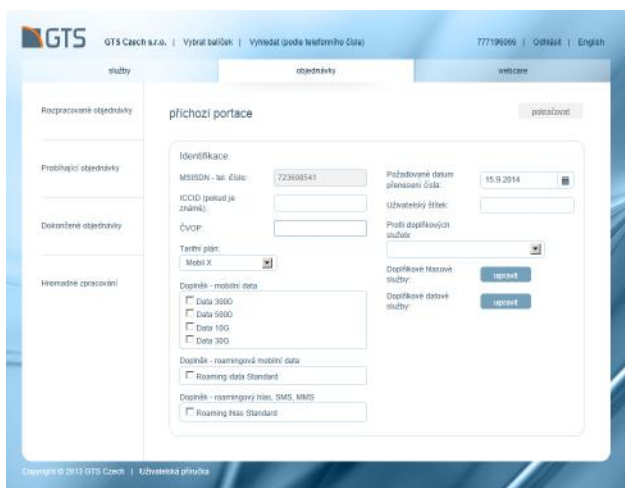 GTS
GTS Czech s.r.o. | Vybrat balíček | Vyhledat (podle telefonního čísla)
777196066 | Odhlásit | English
služby
objednávky
webcare
Rozpracované objednávky
Probíhající objednávky
Dokončené objednávky
Hromadné zpracování
příchozí portace
pokračovat
Identifikace
MSISDN - tel. číslo:
723698541
ICCID (pokud je
známé):
ČVOP:
Tarifní plán:
Mobil X
Doplněk - mobilní data
Data 3000
Data 5000
Data 10G
Data 30G
Doplněk - roamingová mobilní data
Roaming data Standard
Doplněk - roamingový hlas, SMS, MMS
Roaming hlas Standard
Požadované datum
přenesení čísla:
15.9.2014
Uživatelský štítek:
Profil doplňkových
služeb:
Doplňkové hlasové
služby:
upravit
Doplňkové datové
služby:
upravit
Copyright © 2013 GTS Czech | Uživatelská příručka